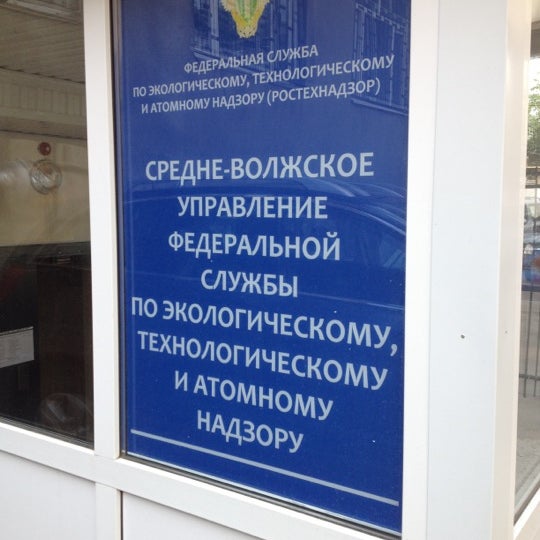 ФЕДЕРАЛЬНАЯ СЛУЖБА
ПО ЭКОЛОГИЧЕСКОМУ, ТЕХНОЛОГИЧЕСКОМУ
И АТОМНОМУ НАДЗОРУ (РОСТЕХНАДЗОР)
СРЕДНЕ-ВОЛЖСКОЕ
УПРАВЛЕНИЕ
ФЕДЕРАЛЬНОЙ
СЛУЖБЫ
ПО ЭКОЛОГИЧЕСКОМУ,
ТЕХНОЛОГИЧЕСКОМУ
И АТОМНОМУ
НАДЗОРУ